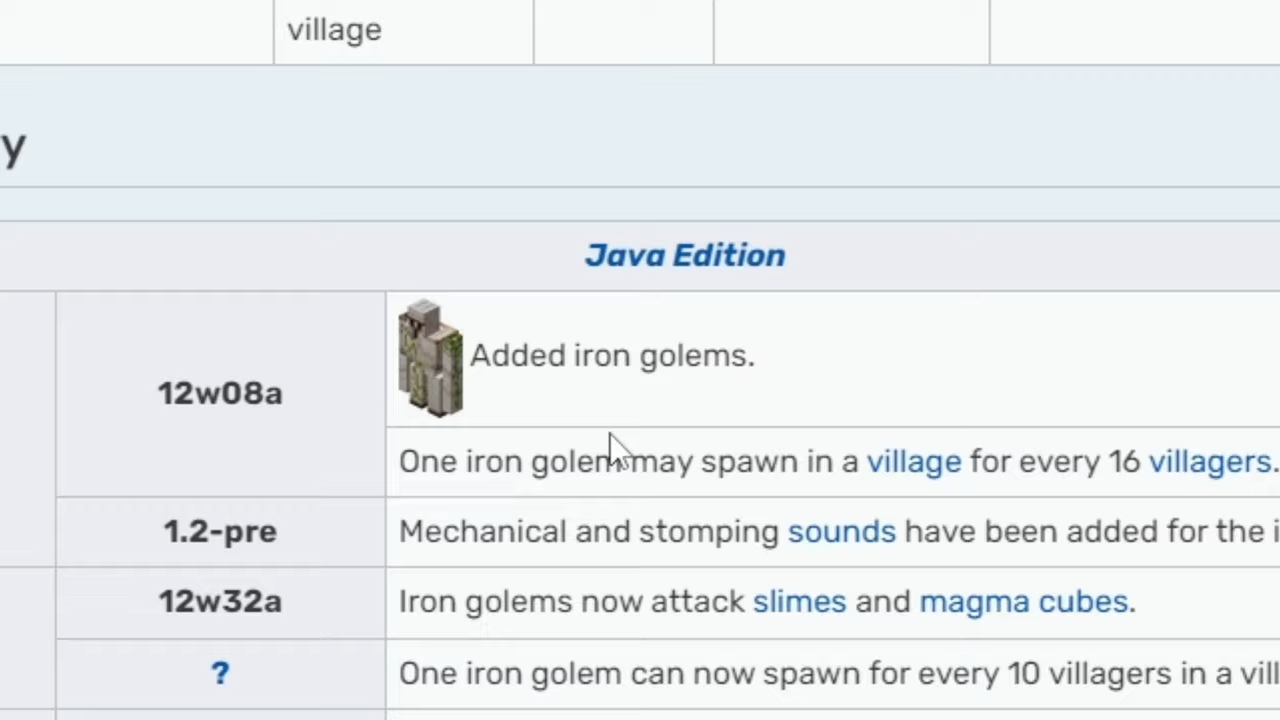 village
y
Java Edition
12w08a
Added iron golems.
One iron golem may spawn in a village for every 16 villagers.
1.2-pre
Mechanical and stomping sounds have been added for the i
12w32a
Iron golems now attack slimes and magma cubes.
?
One iron golem can now spawn for every 10 villagers in a vill